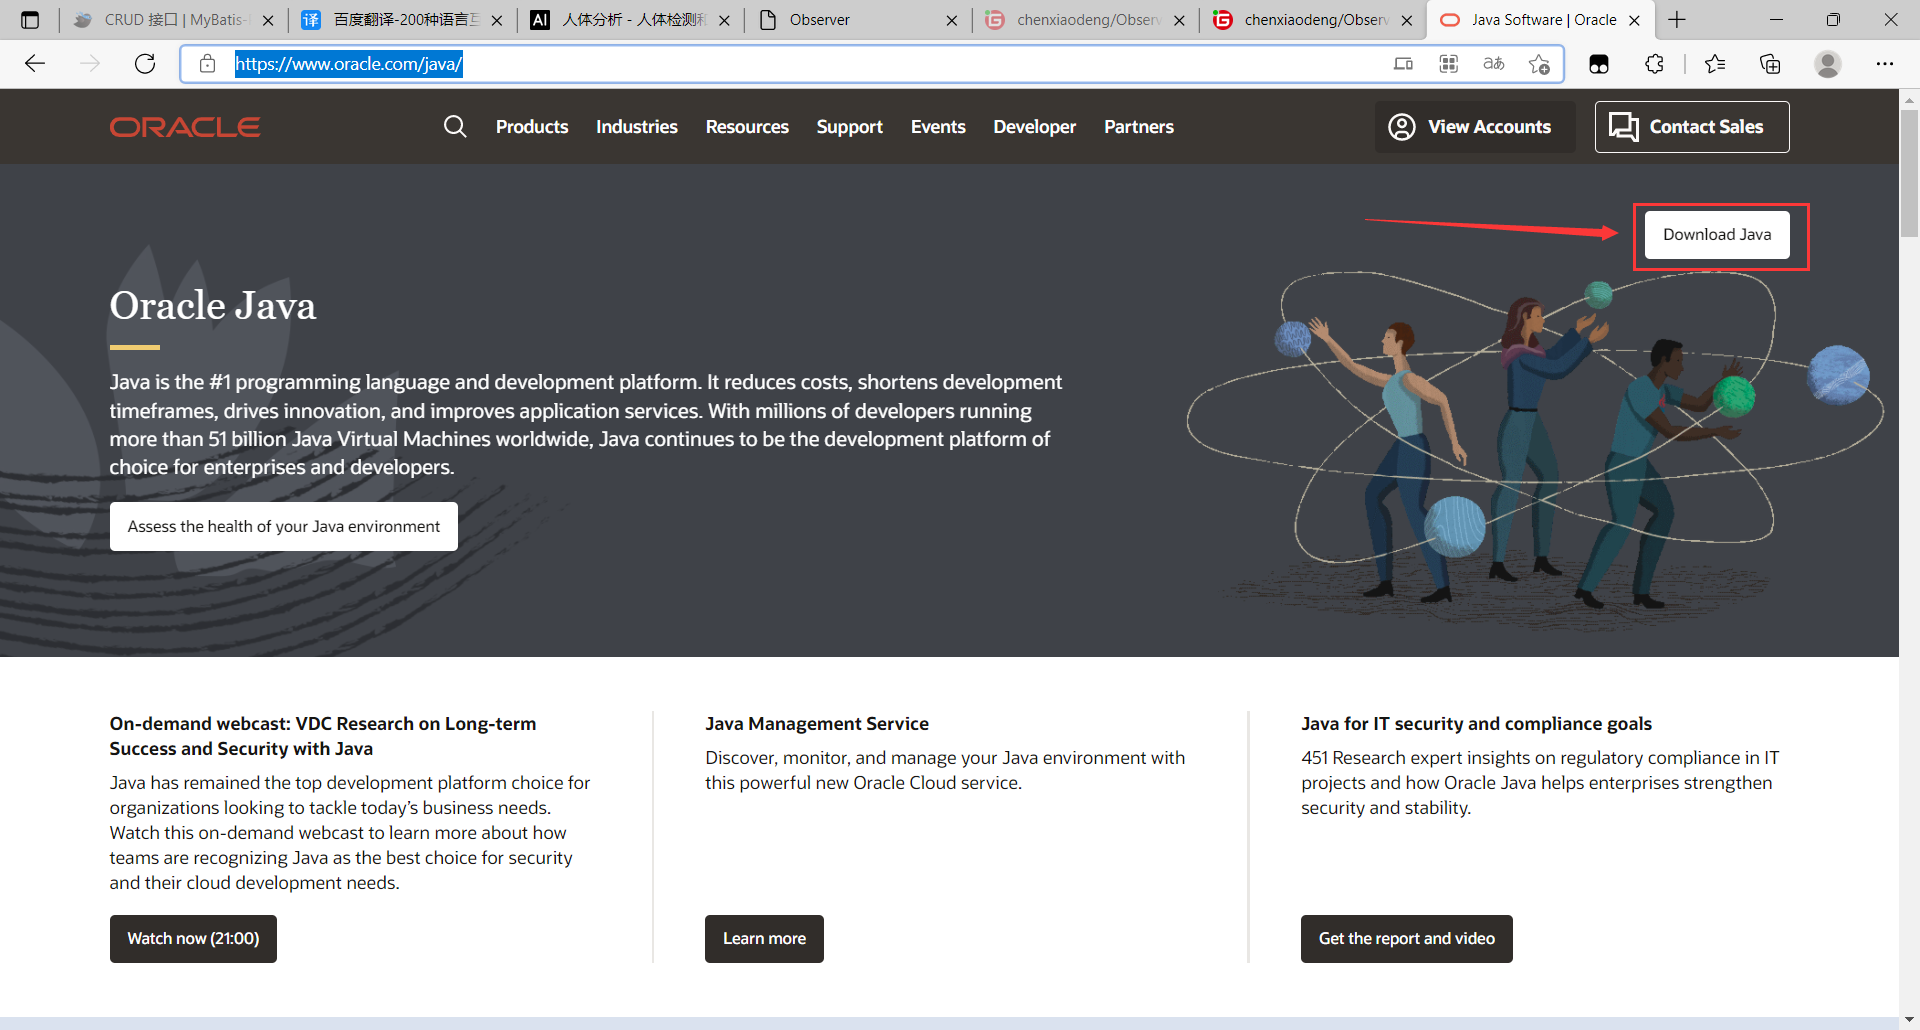 CRUD 接口 | MyBatis-
百度翻译-200种语言互
人体分析 - 人体检测和
Observer
chenxiaodeng/Observ
chenxiaodeng/Observ
Java Software | Oracle
https://www.oracle.com/java/
ORACLE
Products
Industries
Resources
Support
Events
Developer
Partners
View Accounts
Contact Sales
Download Java
Oracle Java
Java is the #1 programming language and development platform. It reduces costs, shortens development
timeframes, drives innovation, and improves application services. With millions of developers running
more than 51 billion Java Virtual Machines worldwide, Java continues to be the development platform of
choice for enterprises and developers.
Assess the health of your Java environment
On-demand webcast: VDC Research on Long-term
Success and Security with Java
Java has remained the top development platform choice for
organizations looking to tackle today’s business needs.
Watch this on-demand webcast to learn more about how
teams are recognizing Java as the best choice for security
and their cloud development needs.
Watch now (21:00)
Java Management Service
Discover, monitor, and manage your Java environment with
this powerful new Oracle Cloud service.
Learn more
Java for IT security and compliance goals
451 Research expert insights on regulatory compliance in IT
projects and how Oracle Java helps enterprises strengthen
security and stability.
Get the report and video